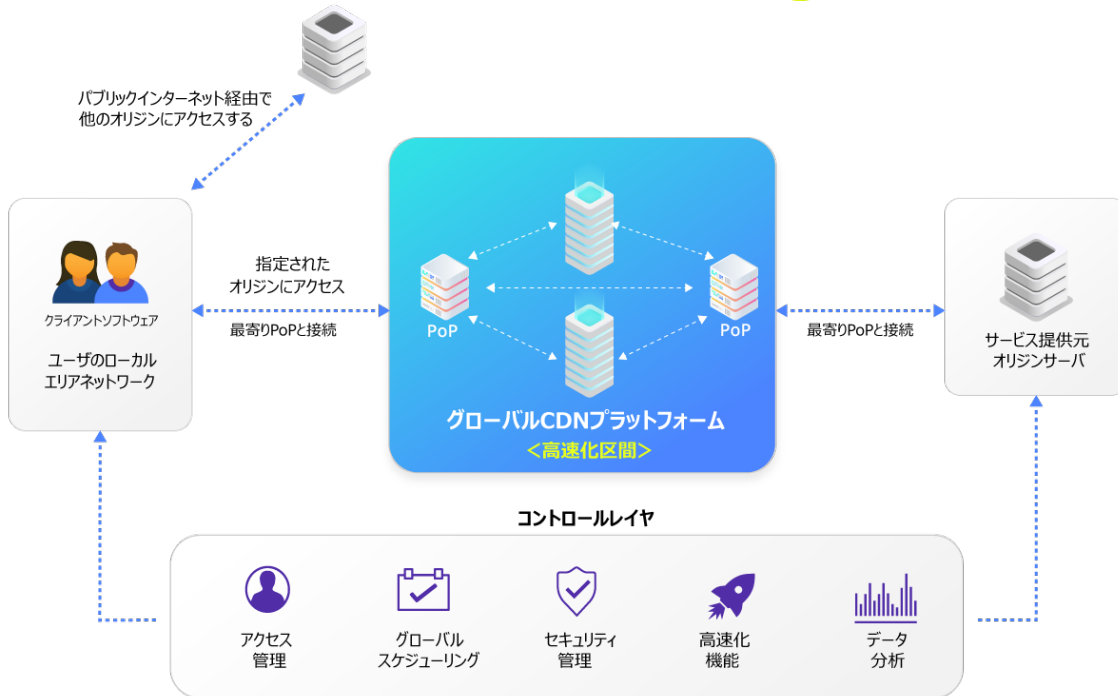 パブリックインターネット経由で
他のオリジンにアクセスする
クライアントソフトウェア
ユーザのローカル
エリアネットワーク
指定された
オリジンにアクセス
最寄りPoPと接続
PoP
PoP
グローバルCDNプラットフォーム
<高速化区間>
最寄りPoPと接続
サービス提供元
オリジンサーバ
コントロールレイヤ
アクセス
管理
グローバル
スケジューリング
セキュリティ
管理
高速化
機能
データ
分析